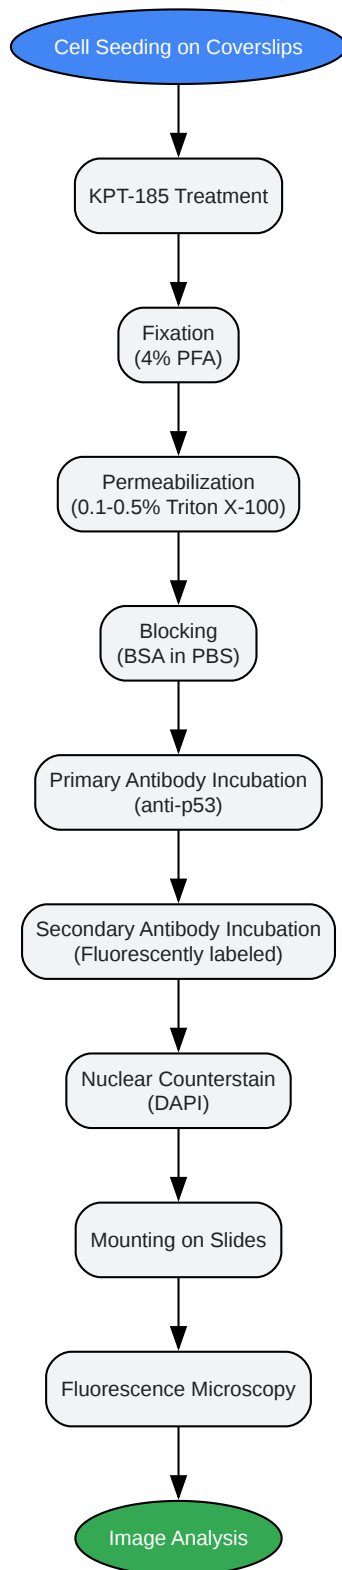 Cell Seeding on Coverslips
KPT-185 Treatment
Fixation
(4% PFA)
Permeabilization
(0.1-0.5% Triton X-100)
Blocking
(BSA in PBS)
Primary Antibody Incubation
(anti-p53)
Secondary Antibody Incubation
(Fluorescently labeled)
Nuclear Counterstain
(DAPI)
Mounting on Slides
Fluorescence Microscopy
Image Analysis